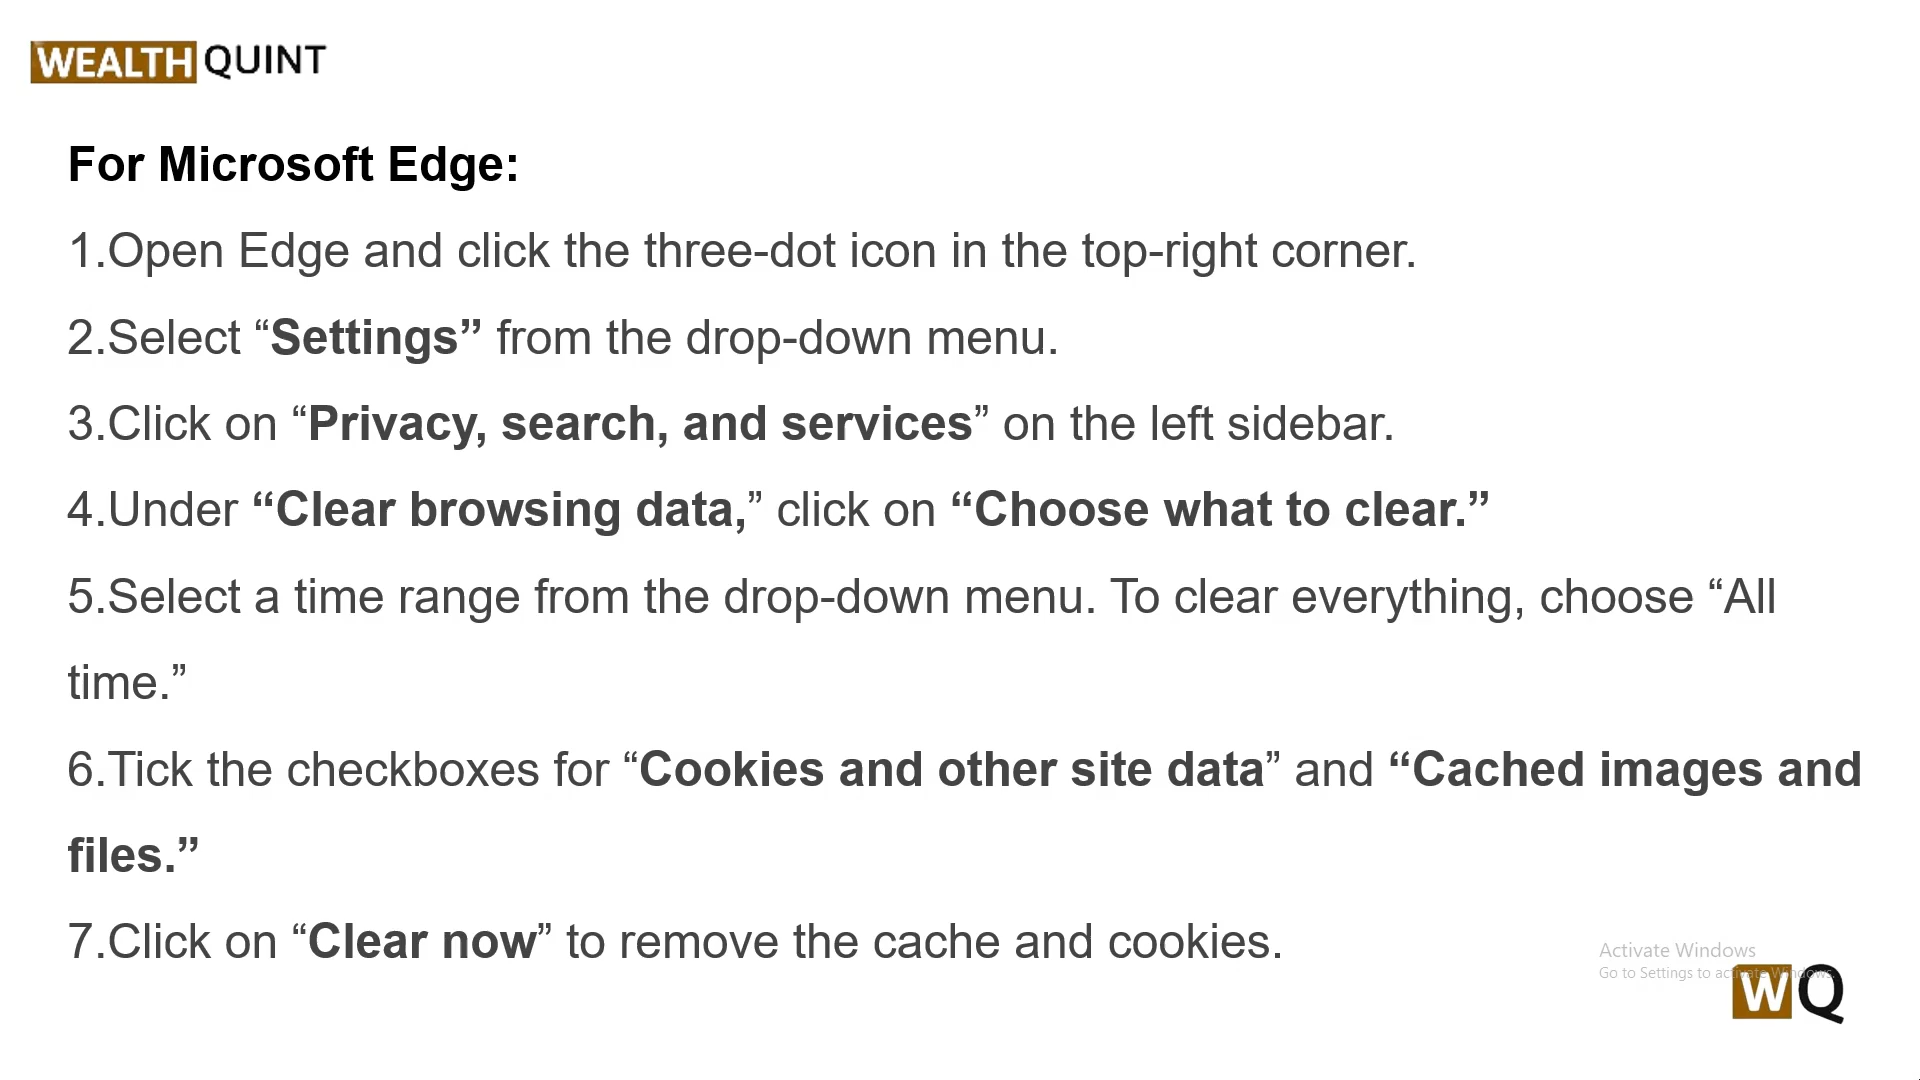 WEALTH QUINT
For Microsoft Edge:
1.Open Edge and click the three-dot icon in the top-right corner.
2.Select “Settings” from the drop-down menu.
3.Click on “Privacy, search, and services” on the left sidebar.
4.Under “Clear browsing data,” click on “Choose what to clear.”
5.Select a time range from the drop-down menu. To clear everything, choose “All
time.”
6.Tick the checkboxes for “Cookies and other site data” and “Cached images and
files.”
7.Click on “Clear now” to remove the cache and cookies.
Activate Windows
Go to Settings to activate Windows.
WQ